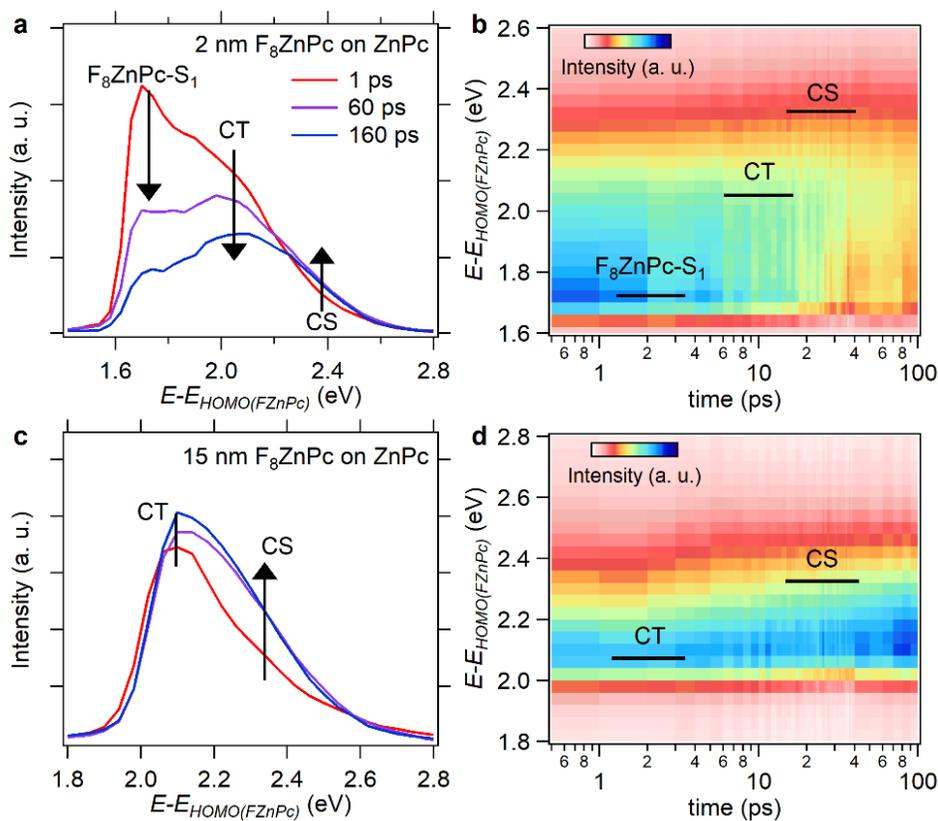 a
2 nm F₈ZnPc on ZnPc
F₈ZnPc-S₁
1 ps
60 ps
160 ps
CT
CS
Intensity (a. u.)
1.6 2.0 2.4 2.8
E-E_HOMO(FZnPc) (eV)
b
Intensity (a. u.)
CS
CT
F₈ZnPc-S₁
E-E_HOMO(FZnPc) (eV)
2.6
2.4
2.2
2.0
1.8
1.6
6 8 1 2 4 6 8 10 2 4 6 8 100
time (ps)
c
15 nm F₈ZnPc on ZnPc
CT
CS
Intensity (a. u.)
1.8 2.0 2.2 2.4 2.6 2.8
E-E_HOMO(FZnPc) (eV)
d
Intensity (a. u.)
CS
CT
E-E_HOMO(FZnPc) (eV)
2.8
2.6
2.4
2.2
2.0
1.8
6 8 1 2 4 6 8 10 2 4 6 8 100
time (ps)